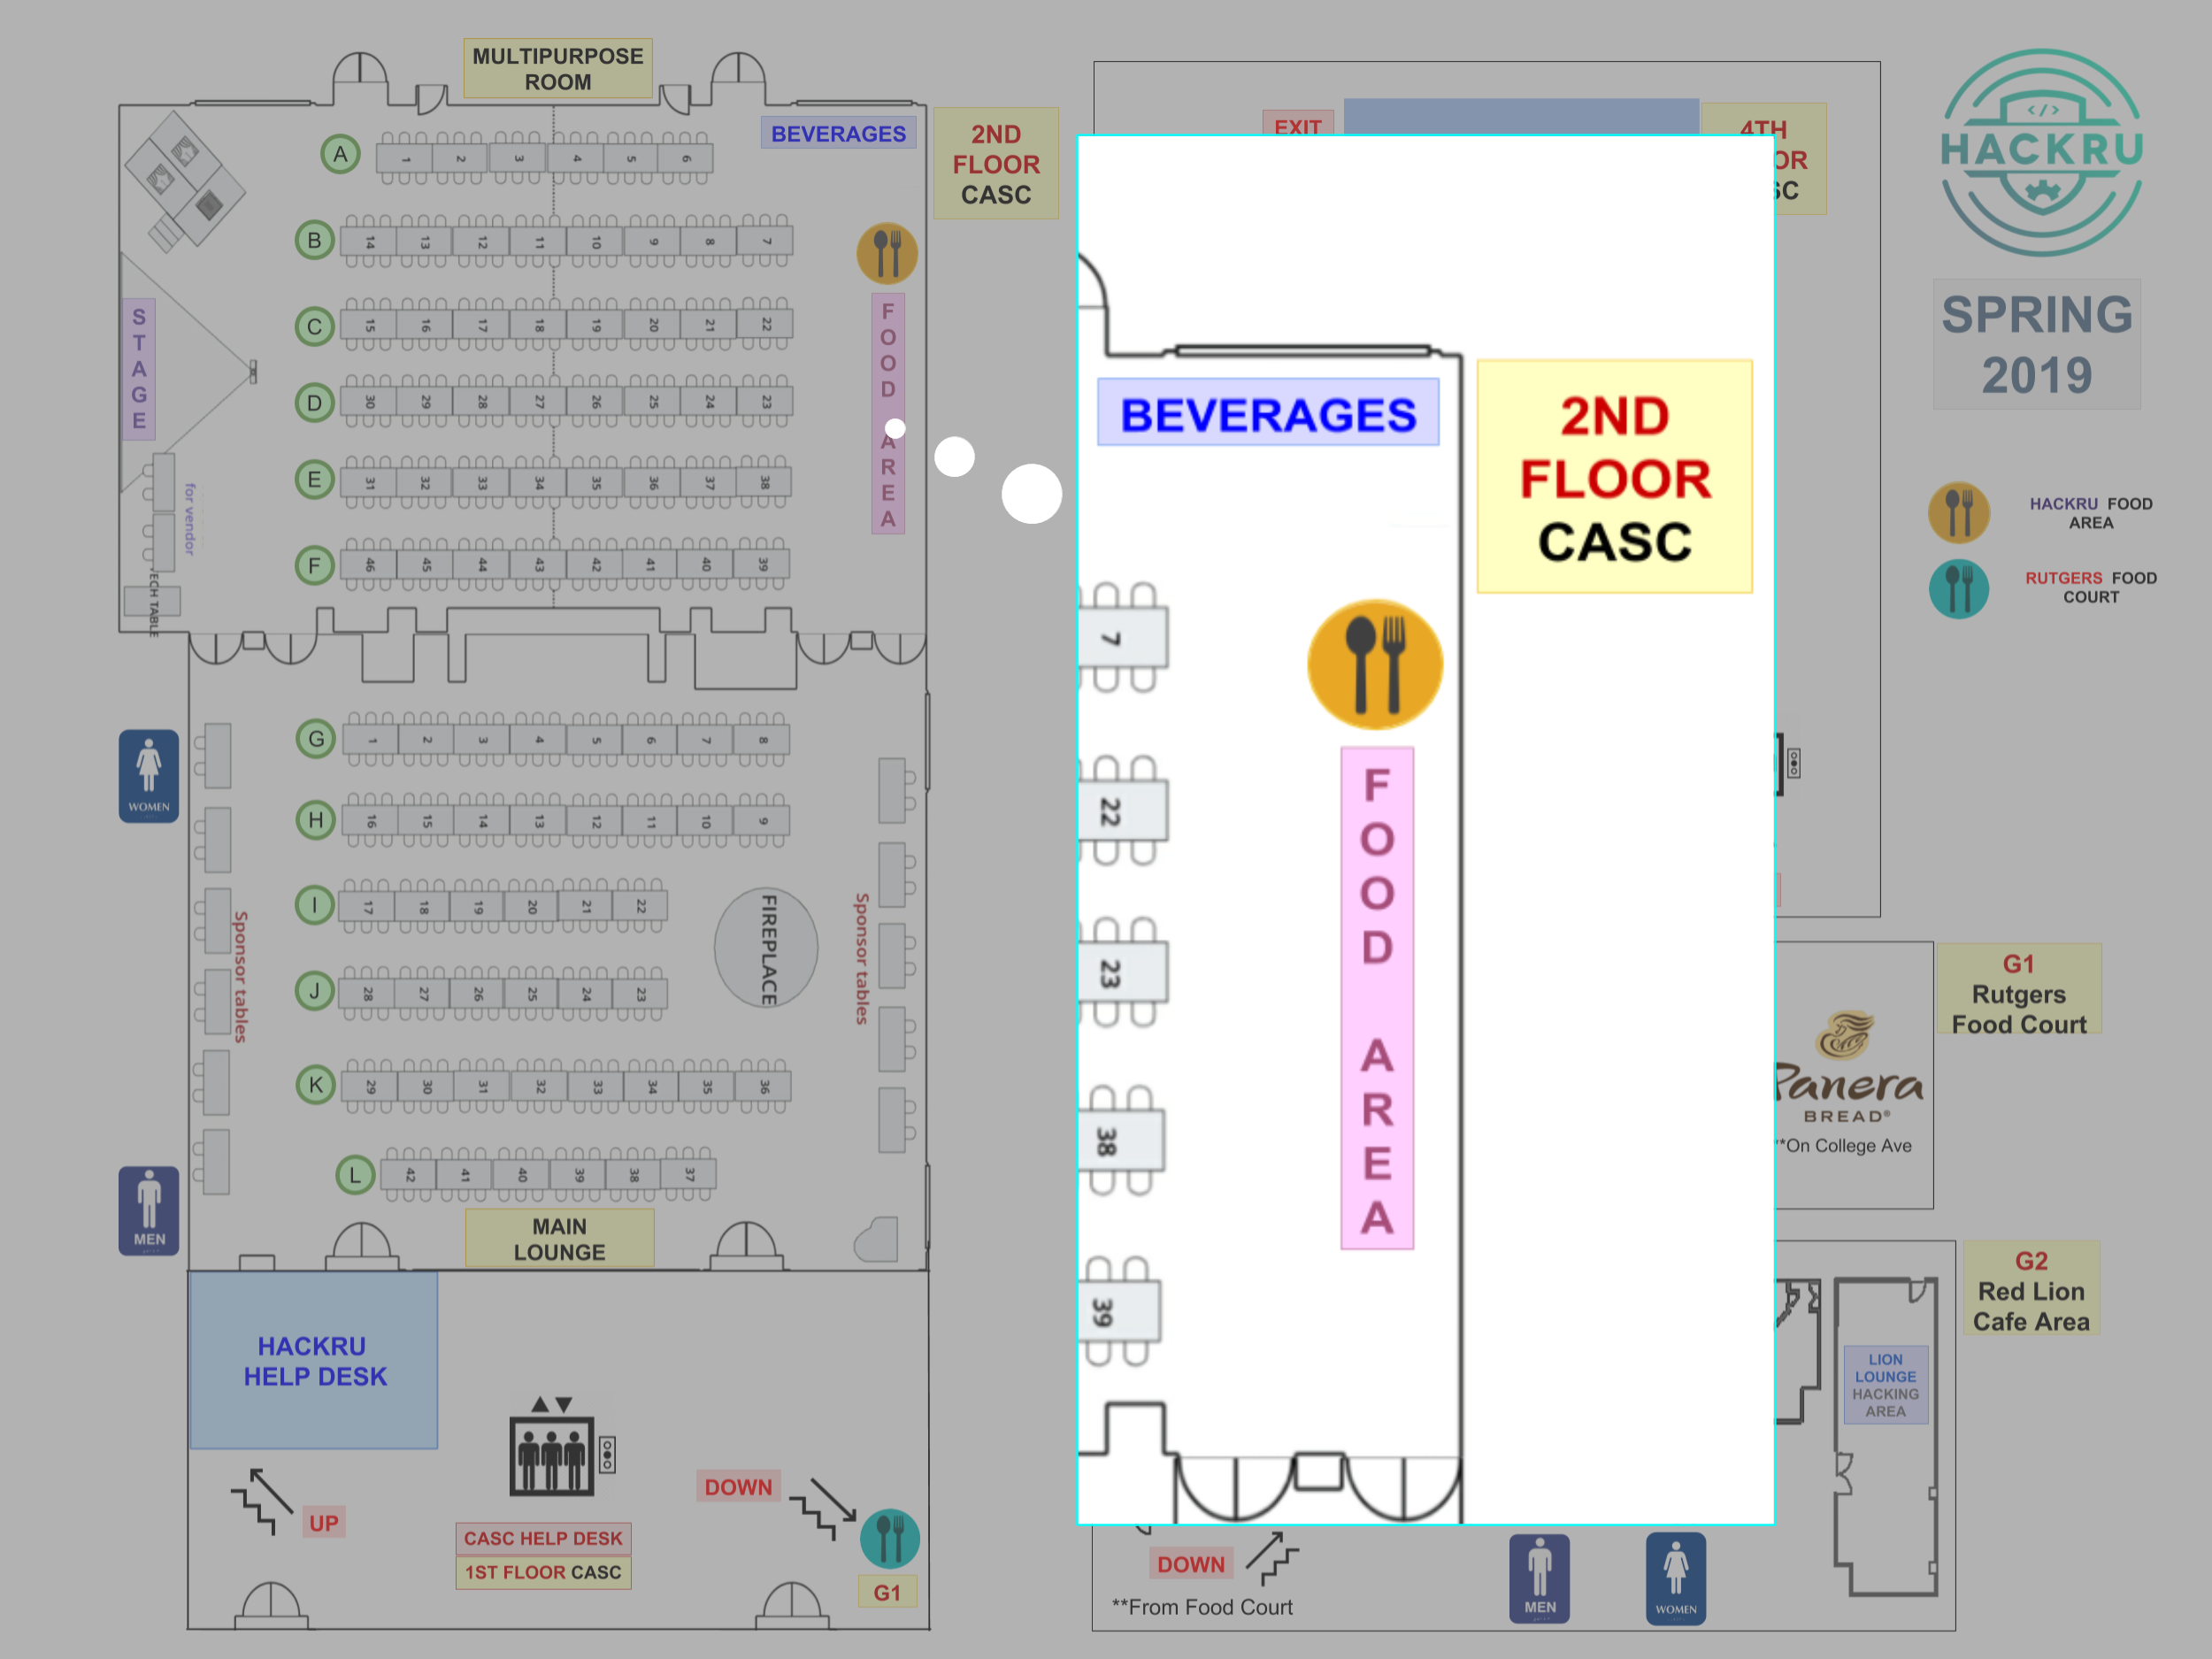 MULTIPURPOSE
ROOM
A
1 2 3 4 5 6
BEVERAGES
2ND
FLOOR
CASC
B
14 13 12 11 10 9 8 7
C
15 16 17 18 19 20 21 22
D
30 29 28 27 26 25 24 23
E
31 32 33 34 35 36 37 38
F
46 45 44 43 42 41 40 39
STAGE
FOOD AREA
for vendor
TECH TABLE
G
1 2 3 4 5 6 7 8
H
16 15 14 13 12 11 10 9
I
17 18 19 20 21 22
J
28 27 26 25 24 23
K
29 30 31 32 33 34 35 36
L
42 41 40 39 38 37
FIREPLACE
Sponsor tables
Sponsor tables
WOMEN
MEN
MAIN
LOUNGE
HACKRU
HELP DESK
UP
DOWN
CASC HELP DESK
1ST FLOOR CASC
G1
EXIT
4TH
BEVERAGES
2ND
FLOOR
CASC
7
22
23
38
39
FOOD AREA
DOWN
**From Food Court
MEN
WOMEN
</>
HACKRU
SPRING
2019
HACKRU FOOD
AREA
RUTGERS FOOD
COURT
G1
Rutgers
Food Court
Panera
BREAD®
**On College Ave
G2
Red Lion
Cafe Area
LION
LOUNGE
HACKING
AREA